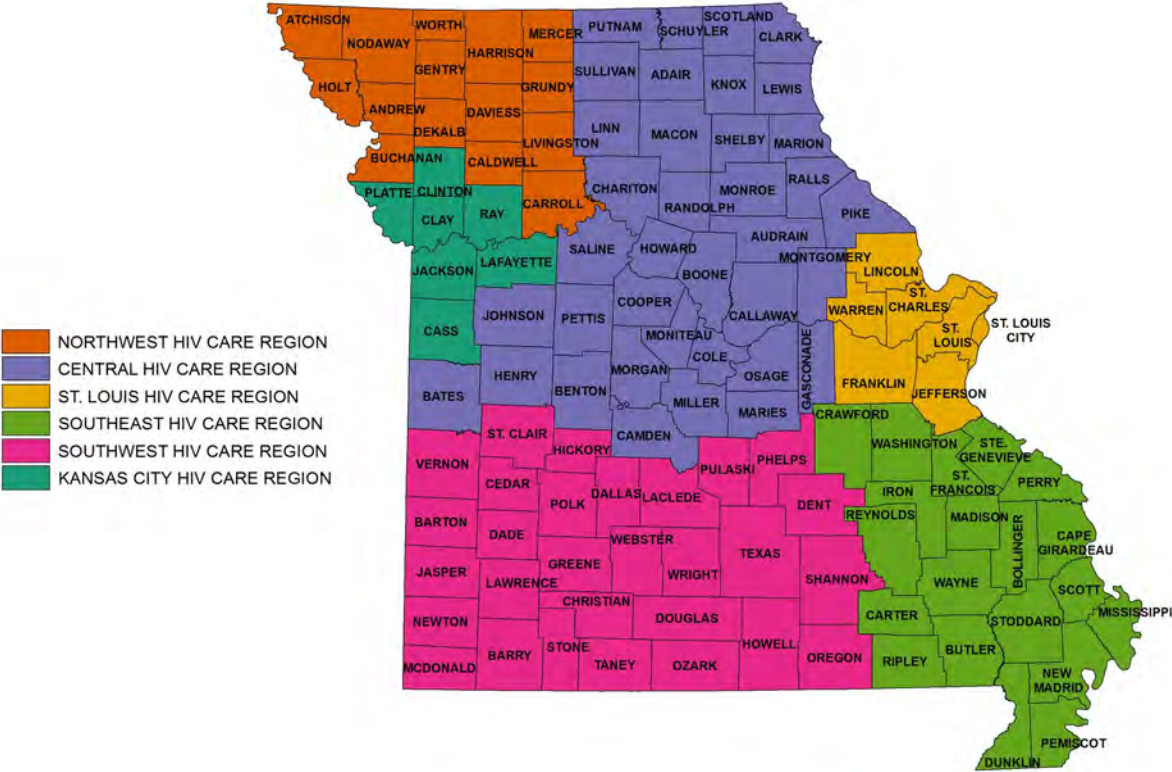 ATCHISON
NODAWAY
WORTH
HARRISON
MERCER
PUTNAM
SCHUYLER
SCOTLAND
CLARK
HOLT
GENTRY
GRUNDY
SULLIVAN
ADAIR
KNOX
LEWIS
ANDREW
DEKALB
DAVIESS
LIVINGSTON
LINN
MACON
SHELBY
MARION
BUCHANAN
CALDWELL
CARROLL
CHARITON
RANDOLPH
MONROE
RALLS
PIKE
PLATTE
CLINTON
CLAY
RAY
SALINE
HOWARD
AUDRAIN
MONTGOMERY
LINCOLN
JACKSON
LAFAYETTE
BOONE
COOPER
CALLAWAY
WARREN
ST.
CHARLES
ST. LOUIS
CITY
ST.
LOUIS
CASS
JOHNSON
PETTIS
MONITEAU
COLE
OSAGE
GASCONADE
FRANKLIN
JEFFERSON
BATES
HENRY
BENTON
MORGAN
MILLER
MARIES
CAMDEN
NORTHWEST HIV CARE REGION
CENTRAL HIV CARE REGION
ST. LOUIS HIV CARE REGION
SOUTHEAST HIV CARE REGION
SOUTHWEST HIV CARE REGION
KANSAS CITY HIV CARE REGION
VERNON
ST. CLAIR
HICKORY
PULASKI
PHELPS
CRAWFORD
WASHINGTON
STE.
GENEVIEVE
ST.
FRANCOIS
PERRY
CEDAR
POLK
DALLAS
LACLEDE
DENT
IRON
REYNOLDS
MADISON
BOLLINGER
CAPE
GIRARDEAU
BARTON
DADE
WEBSTER
TEXAS
JASPER
LAWRENCE
GREENE
WRIGHT
SHANNON
WAYNE
SCOTT
MISSISSIPPI
NEWTON
CHRISTIAN
DOUGLAS
CARTER
STODDARD
MCDONALD
BARRY
STONE
TANEY
OZARK
HOWELL
OREGON
RIPLEY
BUTLER
NEW
MADRID
PEMISCOT
DUNKLIN